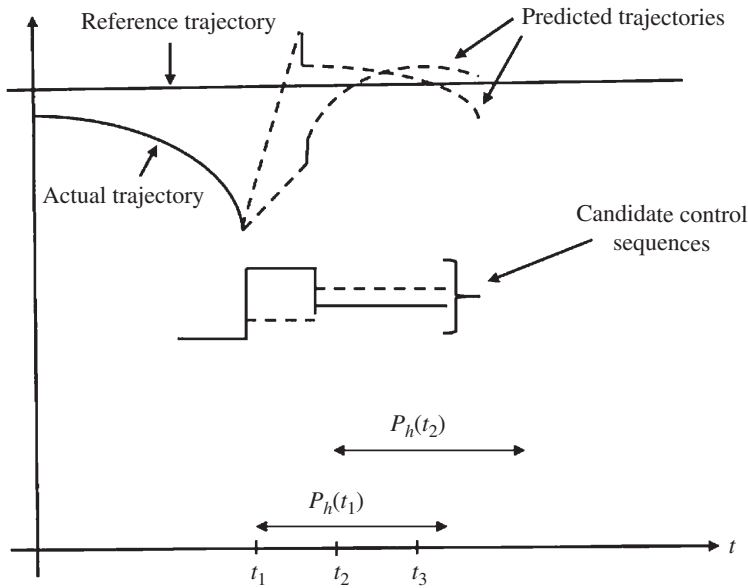 Reference trajectory
Predicted trajectories
Actual trajectory
Candidate control
sequences
P_h(t_2)
P_h(t_1)
t
t_1
t_2
t_3